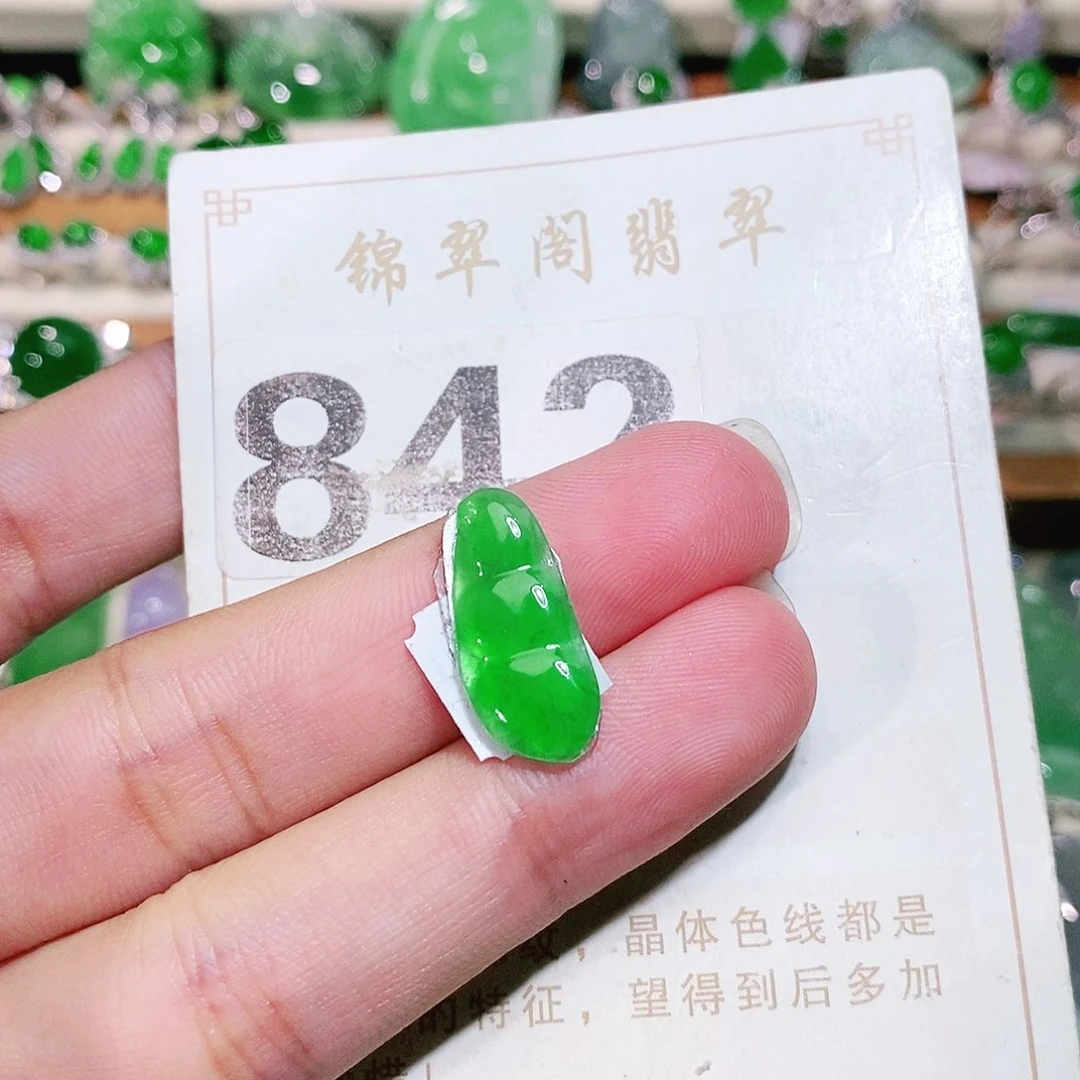 锦翠阁翡翠
842
纹，晶体色线都是
的特征，望得到后多加